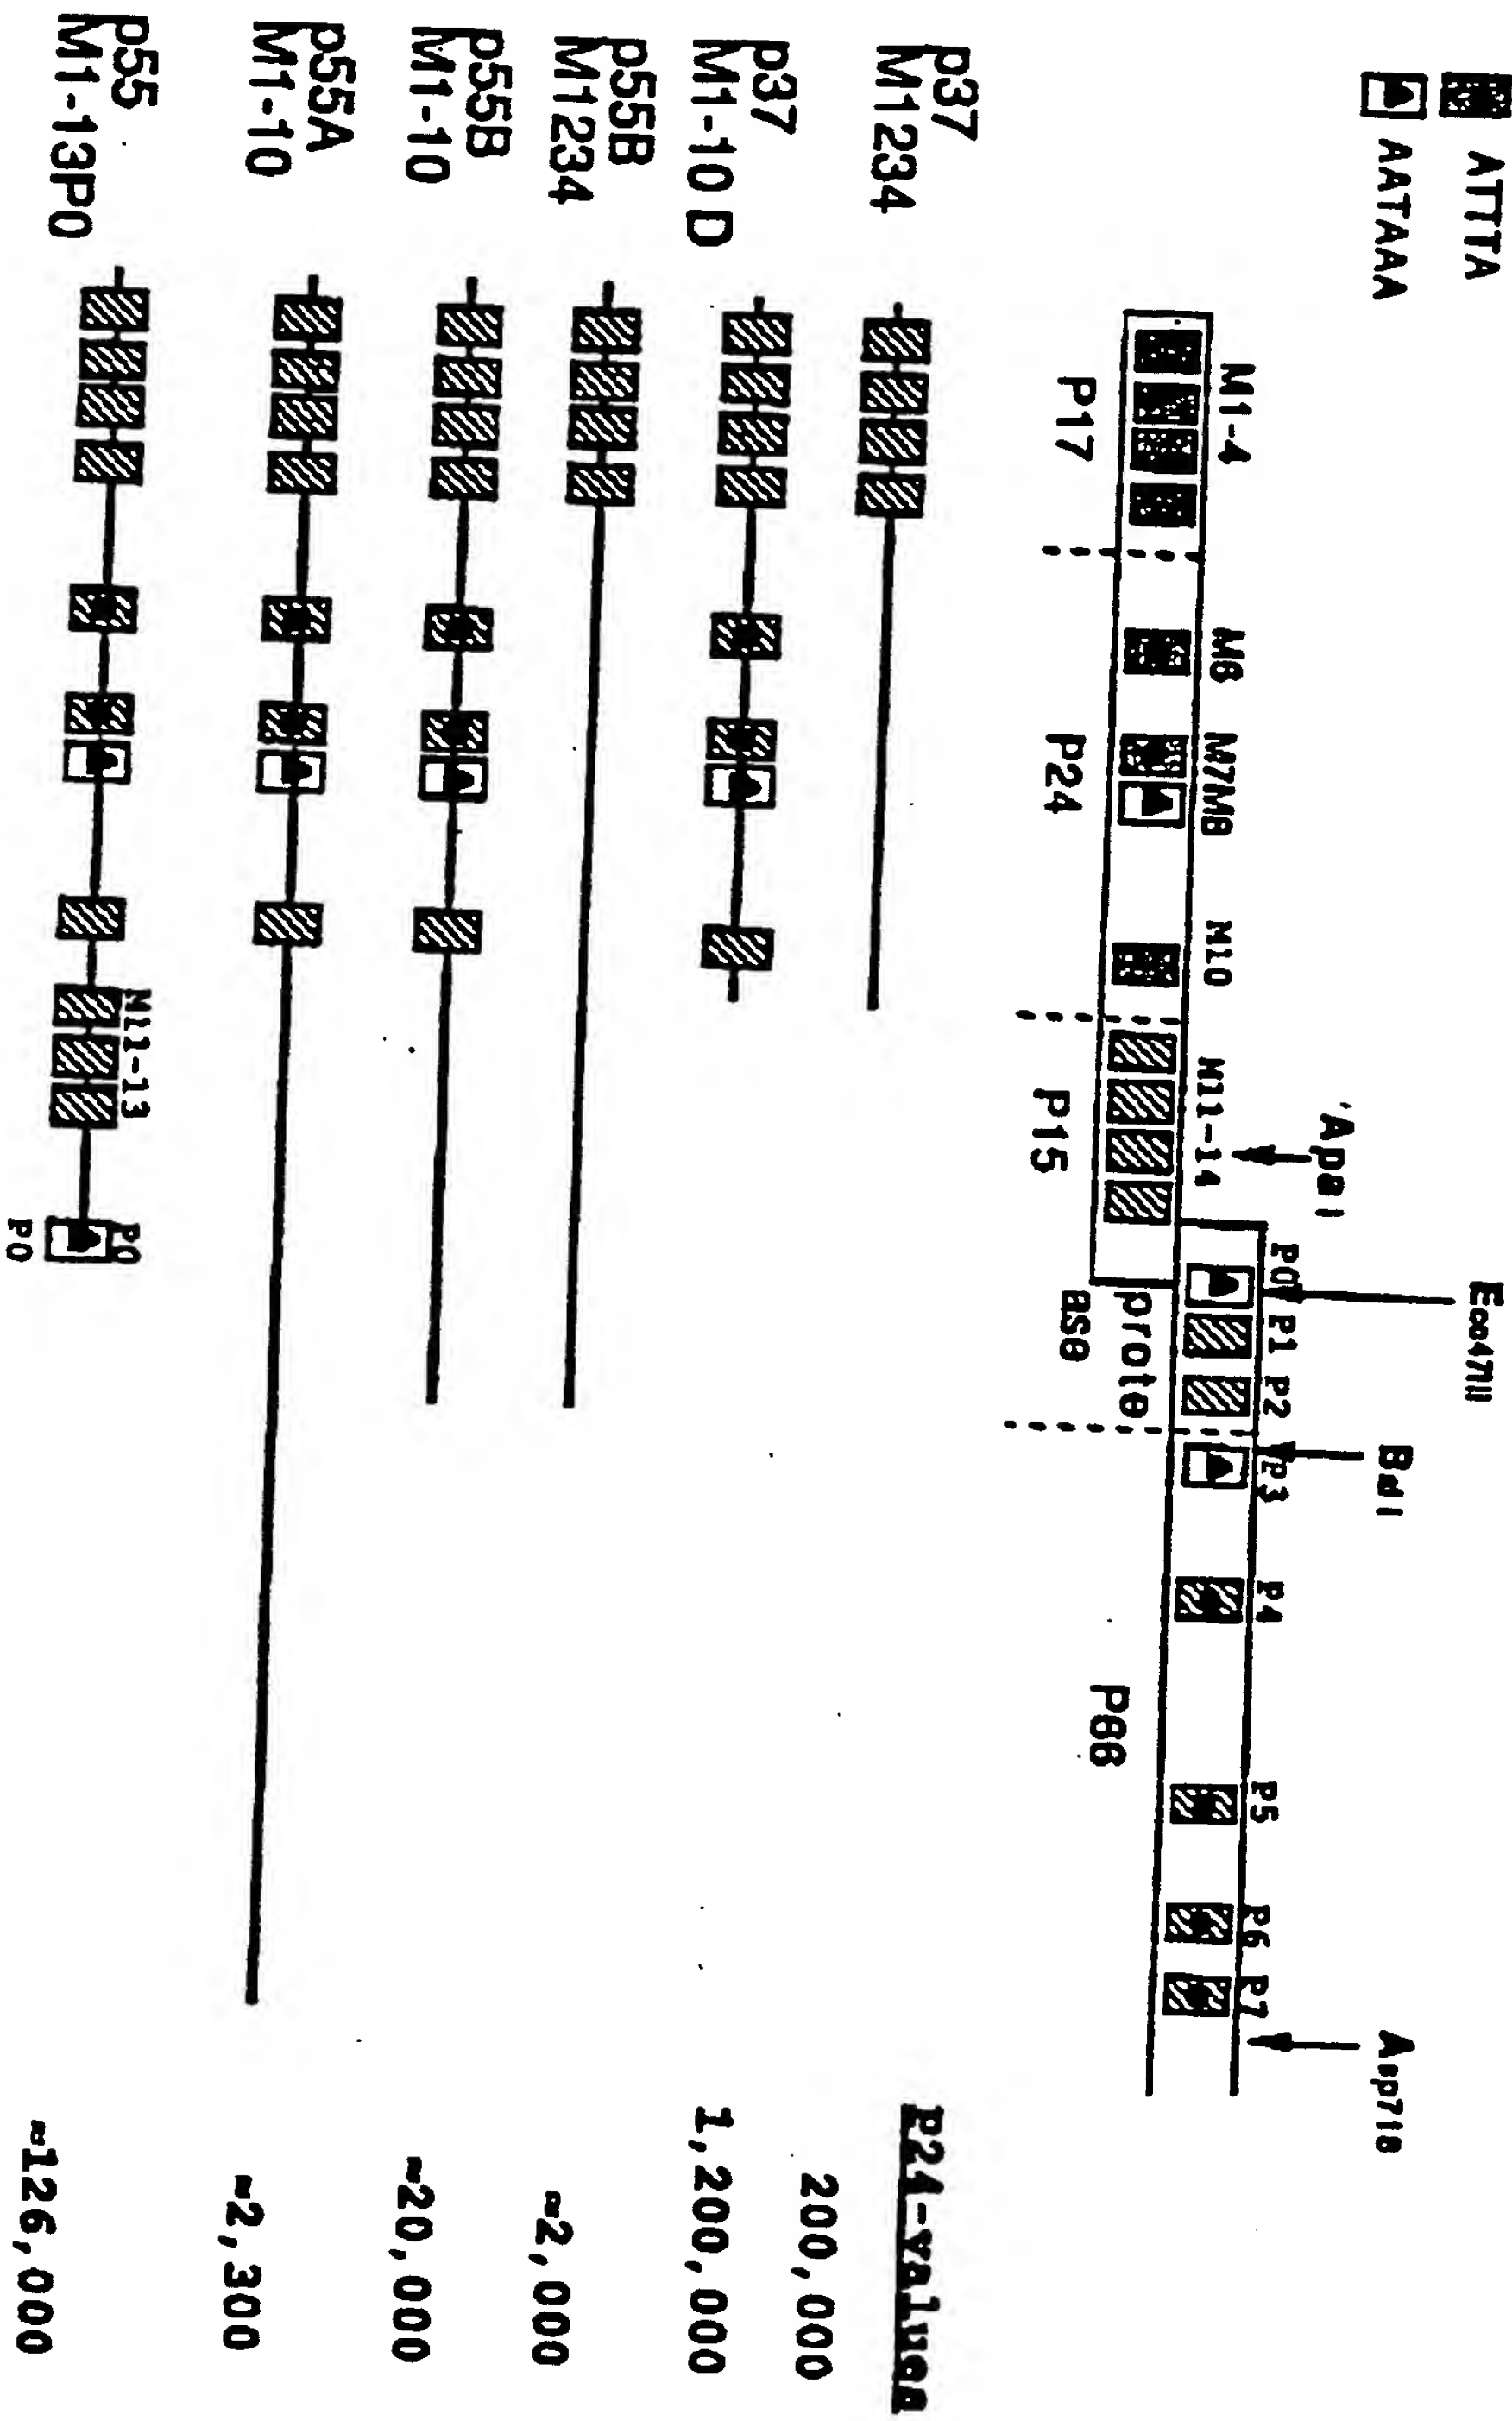 ATTTA
AATAAA
Eco47III
Bal I
Asp718
Apa I
P0 P1 P2 P3 P4 P5 P6 P7
M1-4 M6 M7M8 M10 M11-14
P17 P24 P15 prote P66
ase
P24-values
p37
M1234
200,000
p37
M1-10 D
1,200,000
p55B
M1234
≈2,000
p55B
M1-10
≈20,000
p55A
M1-10
≈2,300
p55
M1-13P0
M11-13
P0
P0
≈126,000